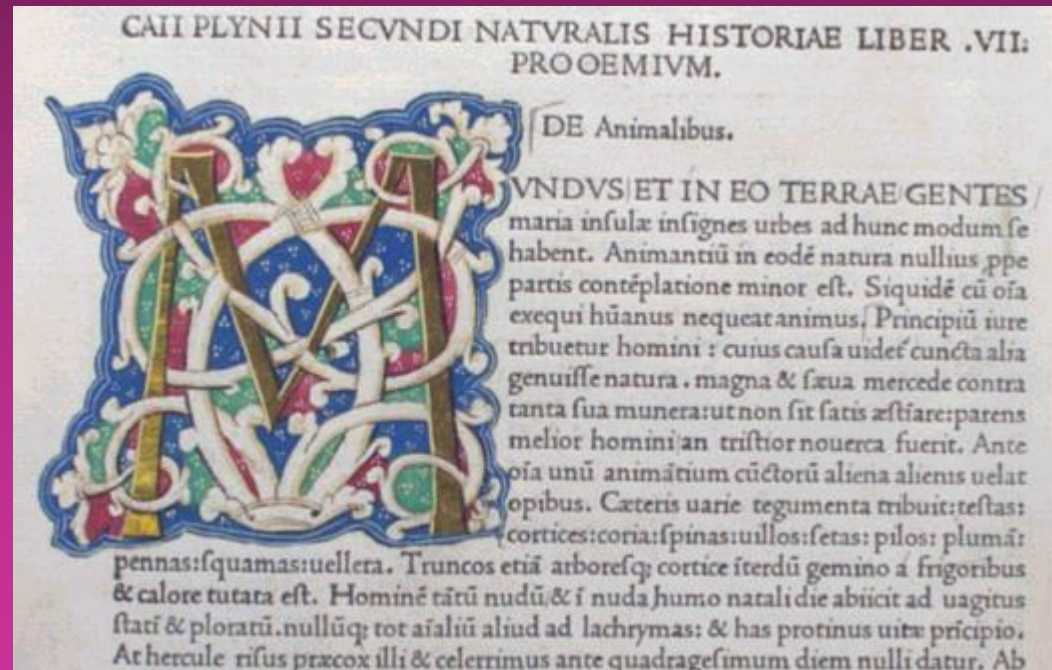 CAII PLYNII SECVNDI NATVRALIS HISTORIAE LIBER .VII:
PROOEMIVM.
DE Animalibus.
MVNDVS ET IN EO TERRAE GENTES
maria inſulæ inſignes urbes ad hunc modum ſe
habent. Animantiū in eodē natura nullius ꝓpe
partis contēplatione minor eſt. Siquidē cū oīa
exequi hūanus nequeat animus. Principiū iure
tribuetur homini : cuius cauſa uidet᷑ cuncta alia
genuiſſe natura . magna & ſæua mercede contra
tanta ſua munera:ut non ſit ſatis æſtīare:parens
melior homini an triſtior nouerca fuerit. Ante
oīa unū animātium cūctorū aliena alienis uelat
opibus. Cæteris uarie tegumenta tribuit:teſtas:
cortices:coria:ſpinas:uillos:ſetas: pilos: plumā:
pennas:ſquamas:uellera. Truncos etiā arboreſq; cortice īterdū gemino a frigoribus
& calore tutata eſt. Hominē tātū nudū & ī nuda humo natali die abiicit ad uagitus
ſtatī & ploratū.nullūq; tot aīaliū aliud ad lachrymas: & has protinus uitæ prīcipio.
At hercule riſus præcox ille & celerrimus ante quadrageſimum diem nulli datur. Ab